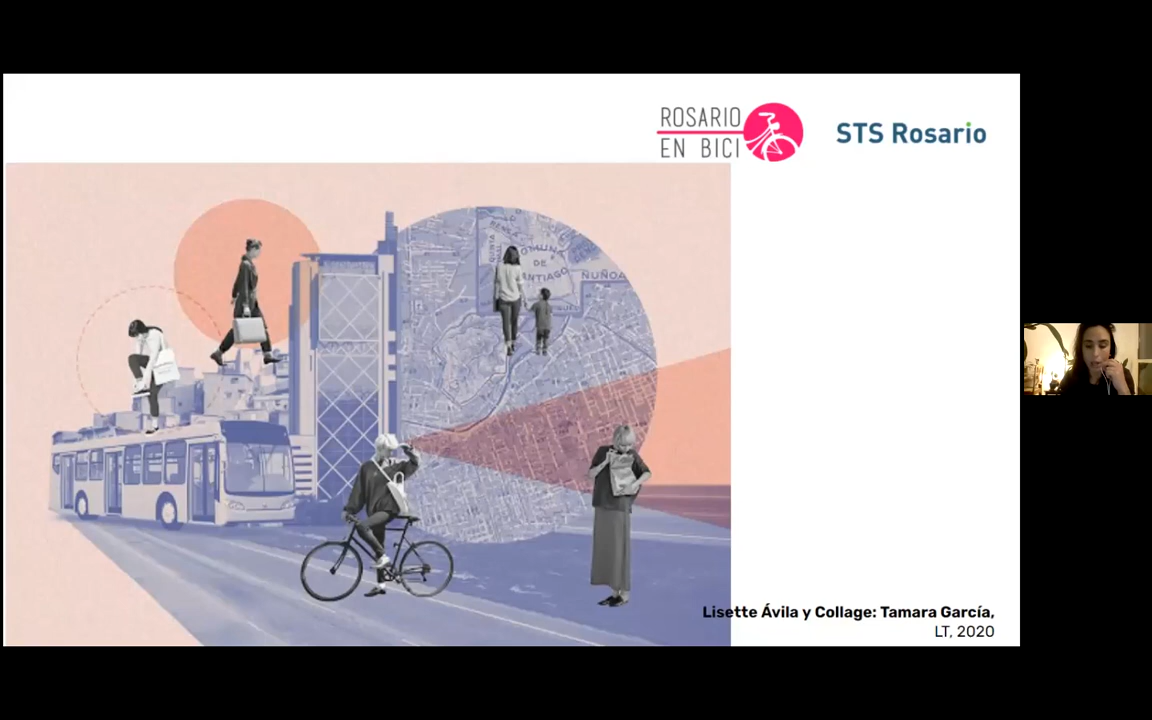 ROSARIO
EN BICI
STS Rosario
COMUNA
DE
SANTIAGO
ÑUÑOA
Lisette Ávila y Collage: Tamara García,
LT, 2020